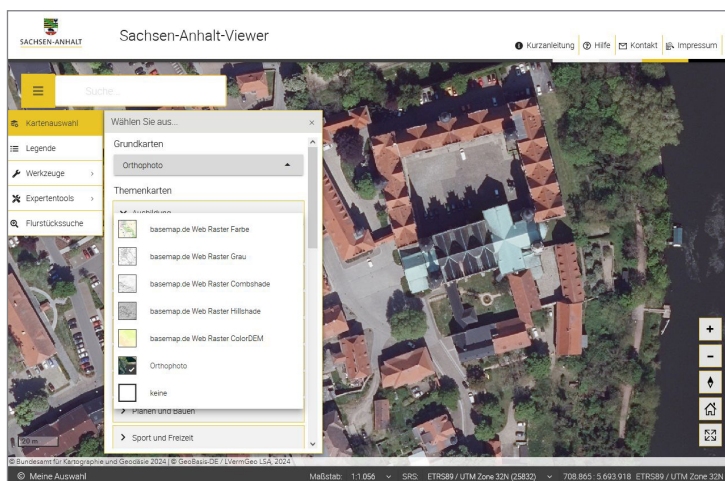 SACHSEN-ANHALT
Sachsen-Anhalt-Viewer
Kurzanleitung Hilfe Kontakt Impressum
Suche...
Kartenauswahl
Legende
Werkzeuge
Expertentools
Flurstückssuche
Wählen Sie aus...
Grundkarten
Orthophoto
Themenkarten
Ausbildung
basemap.de Web Raster Farbe
basemap.de Web Raster Grau
basemap.de Web Raster Combshade
basemap.de Web Raster Hillshade
basemap.de Web Raster ColorDEM
Orthophoto
keine
Planen und Bauen
Sport und Freizeit
20 m
© Bundesamt für Kartographie und Geodäsie 2024 | © GeoBasis-DE / LVermGeo LSA, 2024
Meine Auswahl
Maßstab: 1:1.056 SRS: ETRS89 / UTM Zone 32N (25832) 708.865 : 5.693.918 ETRS89 / UTM Zone 32N